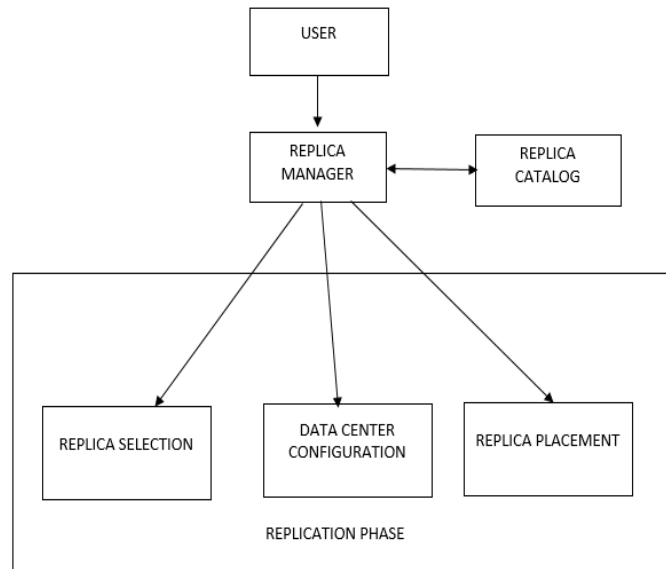 USER
REPLICA
MANAGER
REPLICA
CATALOG
REPLICA SELECTION
DATA CENTER
CONFIGURATION
REPLICA PLACEMENT
REPLICATION PHASE